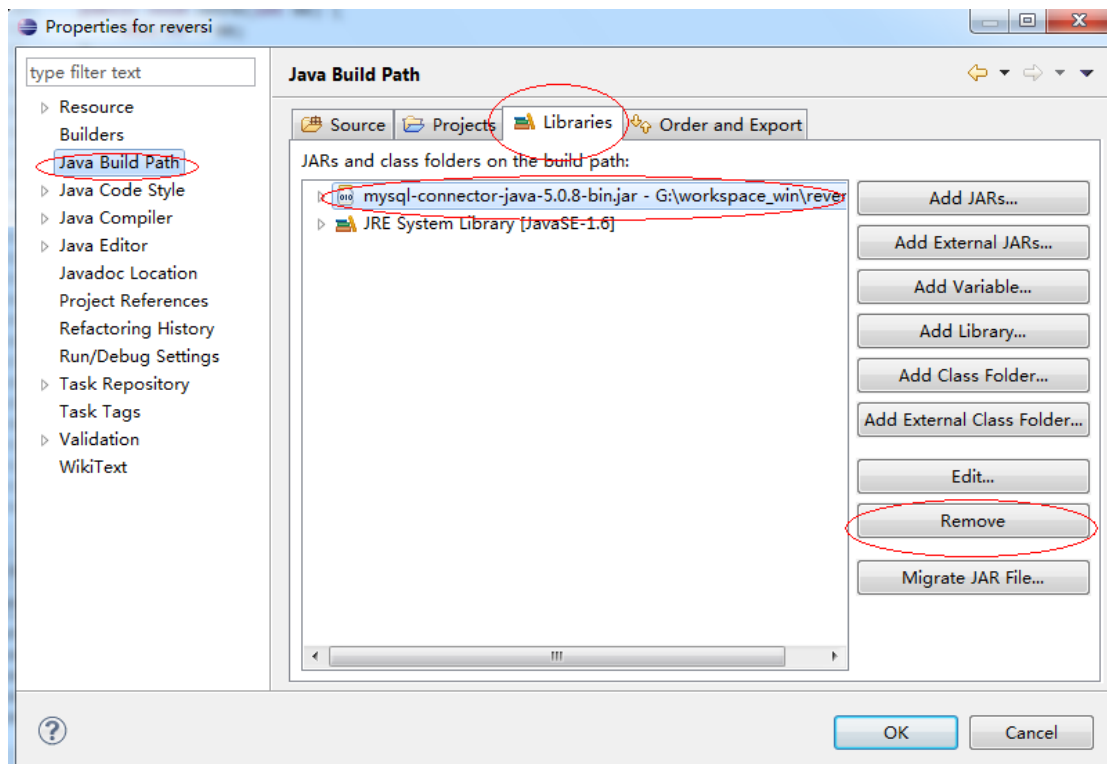 Properties for reversi
type filter text
Resource
Builders
Java Build Path
Java Code Style
Java Compiler
Java Editor
Javadoc Location
Project References
Refactoring History
Run/Debug Settings
Task Repository
Task Tags
Validation
WikiText
Java Build Path
Source Projects Libraries Order and Export
JARs and class folders on the build path:
mysql-connector-java-5.0.8-bin.jar - G:\workspace_win\rever
JRE System Library [JavaSE-1.6]
Add JARs...
Add External JARs...
Add Variable...
Add Library...
Add Class Folder...
Add External Class Folder...
Edit...
Remove
Migrate JAR File...
OK Cancel